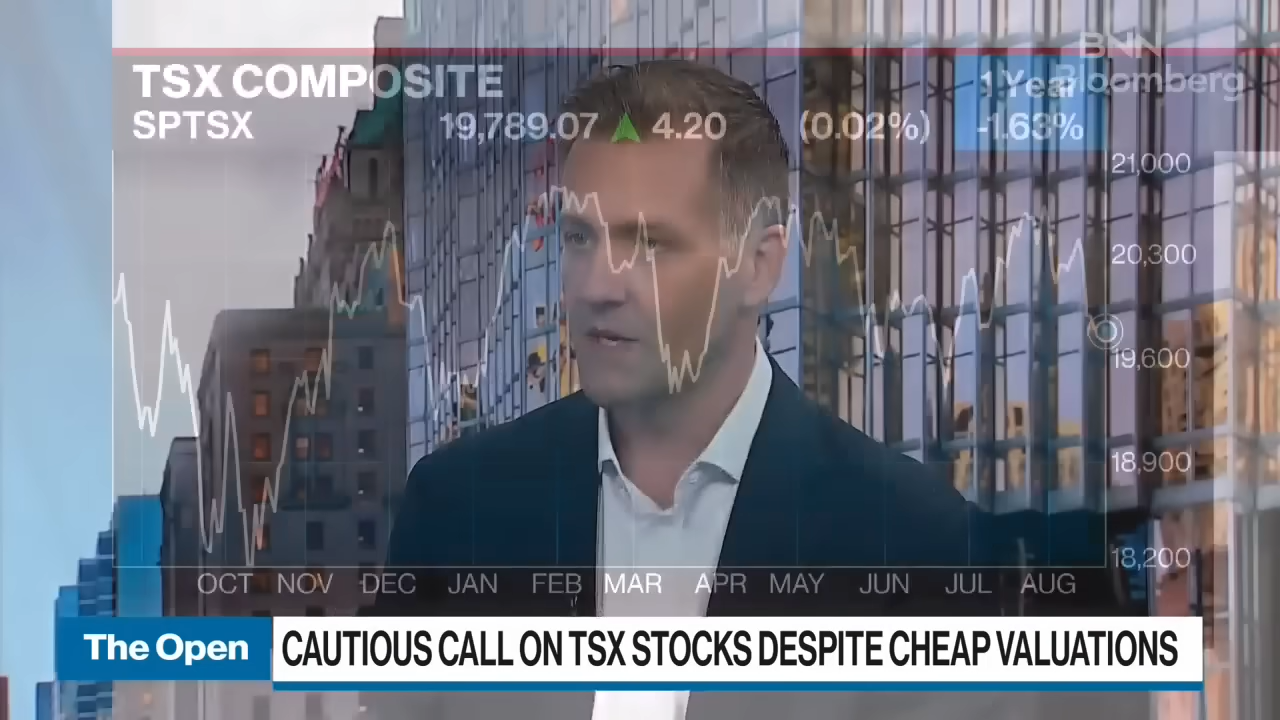 BNN
Bloomberg
TSX COMPOSITE
1 Year
SPTSX
19,789.07 ▲ 4.20 (0.02%) -1.63%
21,000
20,300
19,600
18,900
18,200
OCT NOV DEC JAN FEB MAR APR MAY JUN JUL AUG
The Open
CAUTIOUS CALL ON TSX STOCKS DESPITE CHEAP VALUATIONS